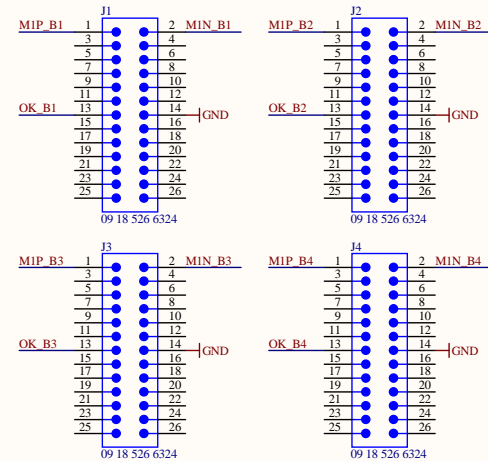 J1 J2
M1P_B1 1 2 M1N_B1 M1P_B2 1 2 M1N_B2
3 4 3 4
5 6 5 6
7 8 7 8
9 10 9 10
11 12 11 12
OK_B1 13 14 GND OK_B2 13 14 GND
15 16 15 16
17 18 17 18
19 20 19 20
21 22 21 22
23 24 23 24
25 26 25 26
09 18 526 6324 09 18 526 6324
J3 J4
M1P_B3 1 2 M1N_B3 M1P_B4 1 2 M1N_B4
3 4 3 4
5 6 5 6
7 8 7 8
9 10 9 10
11 12 11 12
OK_B3 13 14 GND OK_B4 13 14 GND
15 16 15 16
17 18 17 18
19 20 19 20
21 22 21 22
23 24 23 24
25 26 25 26
09 18 526 6324 09 18 526 6324